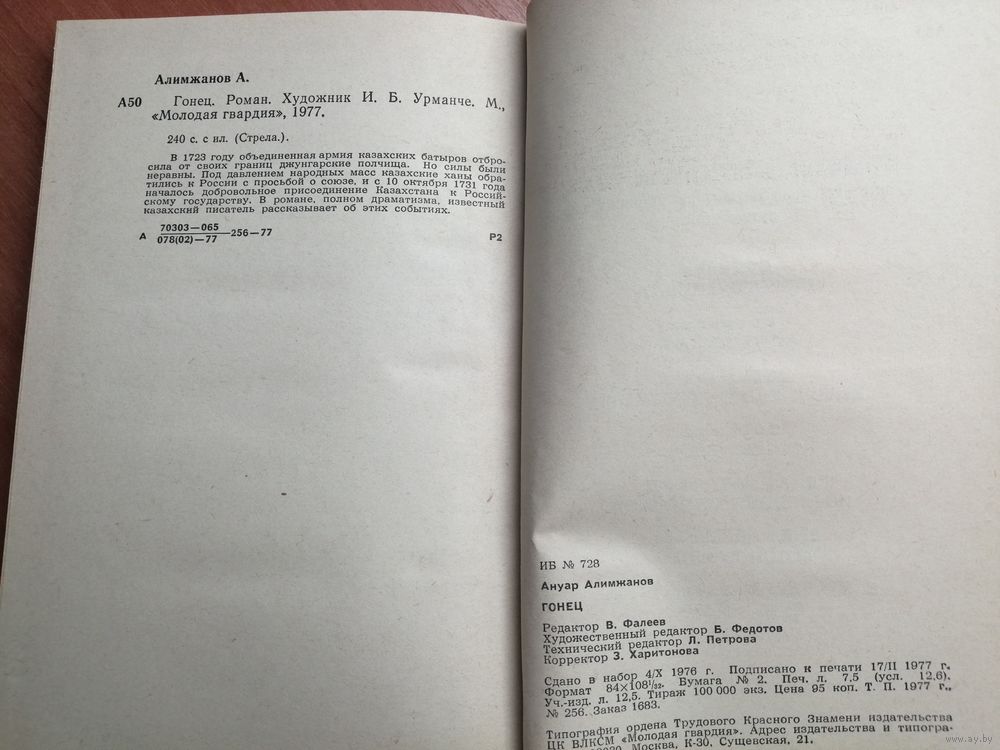 Алимжанов А.
А50 Гонец. Роман. Художник И. Б. Урманче. М.,
«Молодая гвардия», 1977.
240 с. с ил. (Стрела.).
В 1723 году объединенная армия казахских батыров отбро-
сила от своих границ джунгарские полчища. Но силы были
неравны. Под давлением народных масс казахские ханы обра-
тились к России с просьбой о союзе, и с 10 октября 1731 года
началось добровольное присоединение Казахстана к Россий-
скому государству. В романе, полном драматизма, известный
казахский писатель рассказывает об этих событиях.
70303—065
А 078(02)—77 —256—77 Р2
ИБ № 728
Ануар Алимжанов
ГОНЕЦ
Редактор В. Фалеев
Художественный редактор Б. Федотов
Технический редактор Л. Петрова
Корректор З. Харитонова
Сдано в набор 4/X 1976 г. Подписано к печати 17/II 1977 г.
Формат 84×108¹/₃₂. Бумага № 2. Печ. л. 7,5 (усл. 12,6).
Уч.-изд. л. 12,5. Тираж 100 000 экз. Цена 95 коп. Т. П. 1977 г.,
№ 256. Заказ 1683.
Типография ордена Трудового Красного Знамени издательства
ЦК ВЛКСМ «Молодая гвардия». Адрес издательства и типогра-
Москва, К-30, Сущевская, 21.
www.ay.by